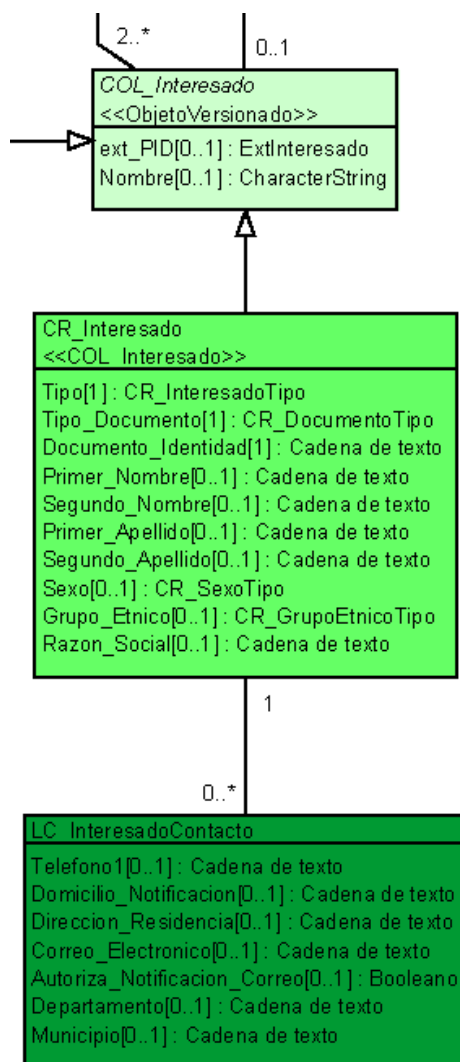 2..*
0..1
COL_Interesado
<<ObjetoVersionado>>
ext_PID[0..1] : ExtInteresado
Nombre[0..1] : CharacterString
CR_Interesado
<<COL_Interesado>>
Tipo[1] : CR_InteresadoTipo
Tipo_Documento[1] : CR_DocumentoTipo
Documento_Identidad[1] : Cadena de texto
Primer_Nombre[0..1] : Cadena de texto
Segundo_Nombre[0..1] : Cadena de texto
Primer_Apellido[0..1] : Cadena de texto
Segundo_Apellido[0..1] : Cadena de texto
Sexo[0..1] : CR_SexoTipo
Grupo_Etnico[0..1] : CR_GrupoEtnicoTipo
Razon_Social[0..1] : Cadena de texto
1
0..*
LC_InteresadoContacto
Telefono1[0..1] : Cadena de texto
Domicilio_Notificacion[0..1] : Cadena de texto
Direccion_Residencia[0..1] : Cadena de texto
Correo_Electronico[0..1] : Cadena de texto
Autoriza_Notificacion_Correo[0..1] : Booleano
Departamento[0..1] : Cadena de texto
Municipio[0..1] : Cadena de texto